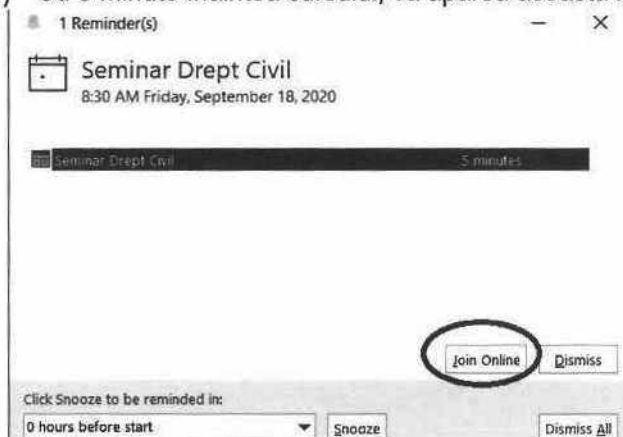 1 Reminder(s)
Seminar Drept Civil
8:30 AM Friday, September 18, 2020
Seminar Drept Civil 5 minutes
Join Online Dismiss
Click Snooze to be reminded in:
0 hours before start Snooze Dismiss All